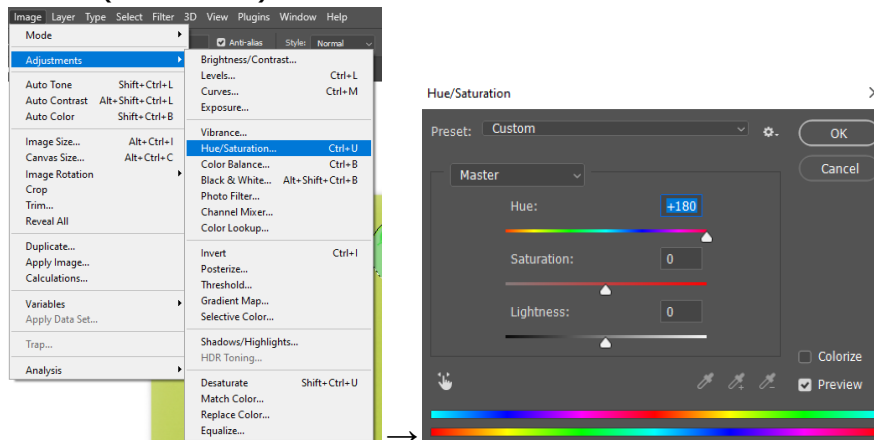 Image Layer Type Select Filter 3D View Plugins Window Help
Anti-alias Style: Normal
Mode
Adjustments
Auto Tone Shift+Ctrl+L
Auto Contrast Alt+Shift+Ctrl+L
Auto Color Shift+Ctrl+B
Image Size... Alt+Ctrl+I
Canvas Size... Alt+Ctrl+C
Image Rotation
Crop
Trim...
Reveal All
Duplicate...
Apply Image...
Calculations...
Variables
Apply Data Set...
Trap...
Analysis
Brightness/Contrast...
Levels... Ctrl+L
Curves... Ctrl+M
Exposure...
Vibrance...
Hue/Saturation... Ctrl+U
Color Balance... Ctrl+B
Black & White... Alt+Shift+Ctrl+B
Photo Filter...
Channel Mixer...
Color Lookup...
Invert Ctrl+I
Posterize...
Threshold...
Gradient Map...
Selective Color...
Shadows/Highlights...
HDR Toning...
Desaturate Shift+Ctrl+U
Match Color...
Replace Color...
Equalize...
→
Hue/Saturation
Preset: Custom
OK
Cancel
Master
Hue: +180
Saturation: 0
Lightness: 0
Colorize
Preview